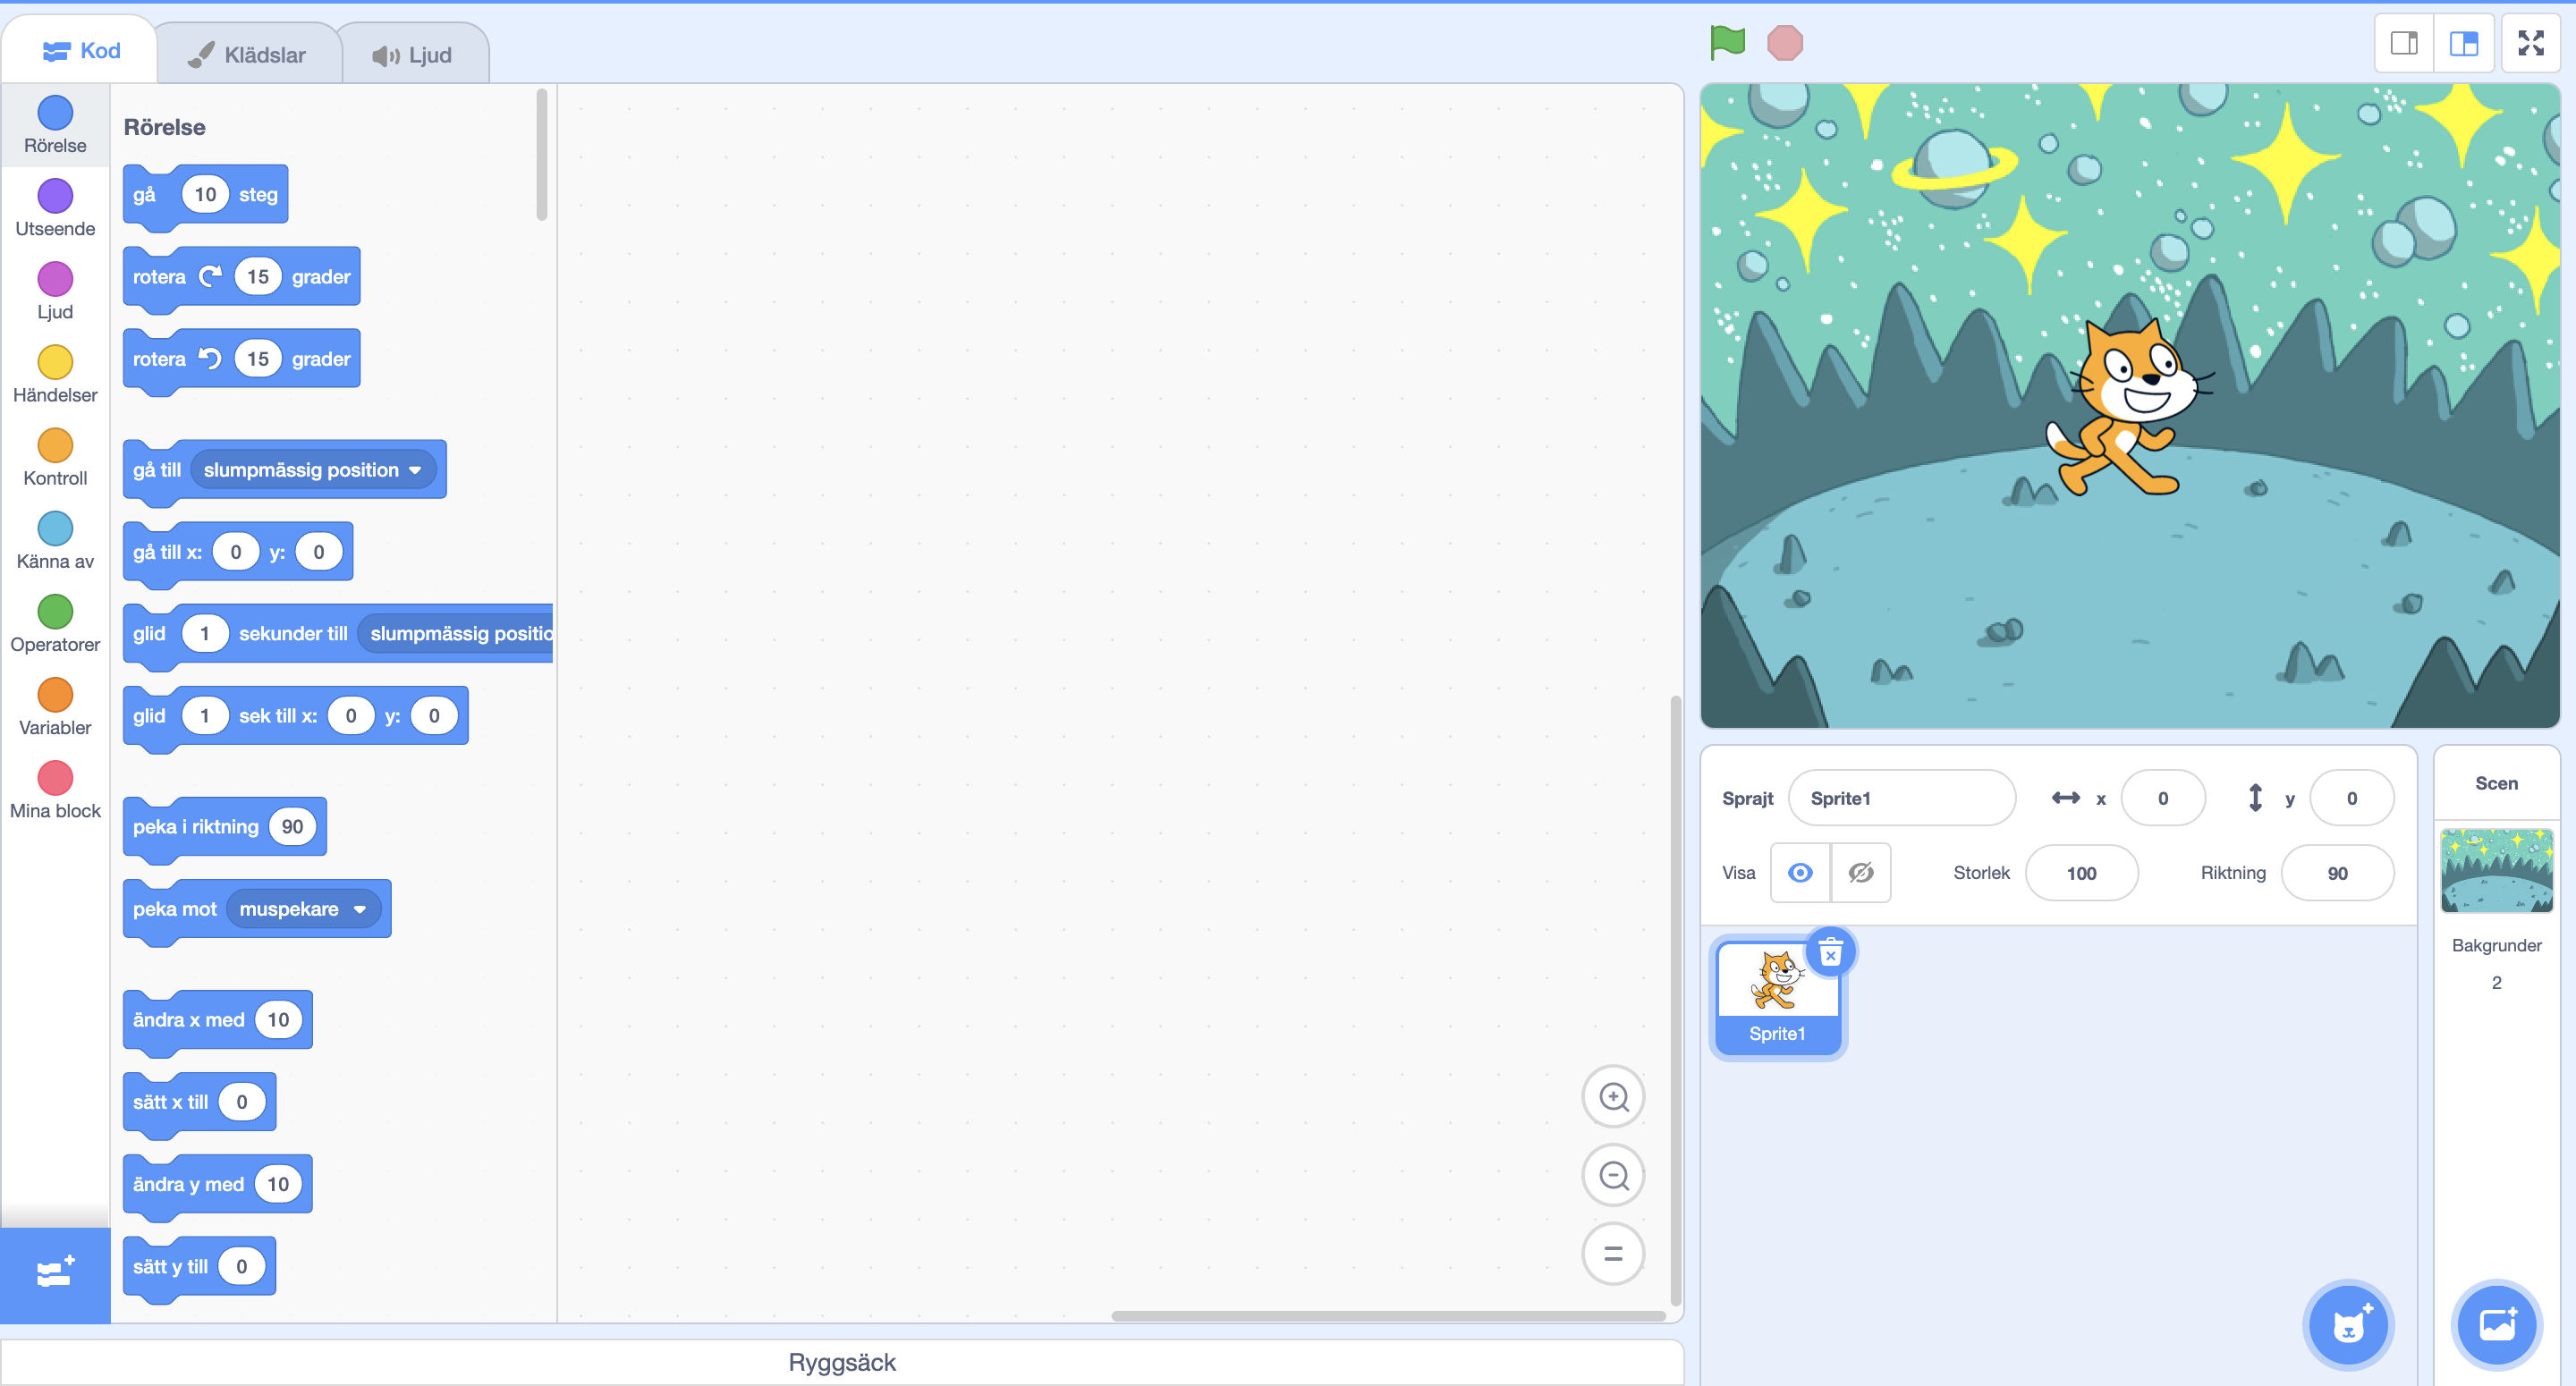 Kod
Klädslar
Ljud
Rörelse
Utseende
Ljud
Händelser
Kontroll
Känna av
Operatorer
Variabler
Mina block
Rörelse
gå 10 steg
rotera 15 grader
rotera 15 grader
gå till slumpmässig position
gå till x: 0 y: 0
glid 1 sekunder till slumpmässig positio
glid 1 sek till x: 0 y: 0
peka i riktning 90
peka mot muspekare
ändra x med 10
sätt x till 0
ändra y med 10
sätt y till 0
Ryggsäck
Sprajt Sprite1 x 0 y 0
Visa Storlek 100 Riktning 90
Sprite1
Scen
Bakgrunder
2